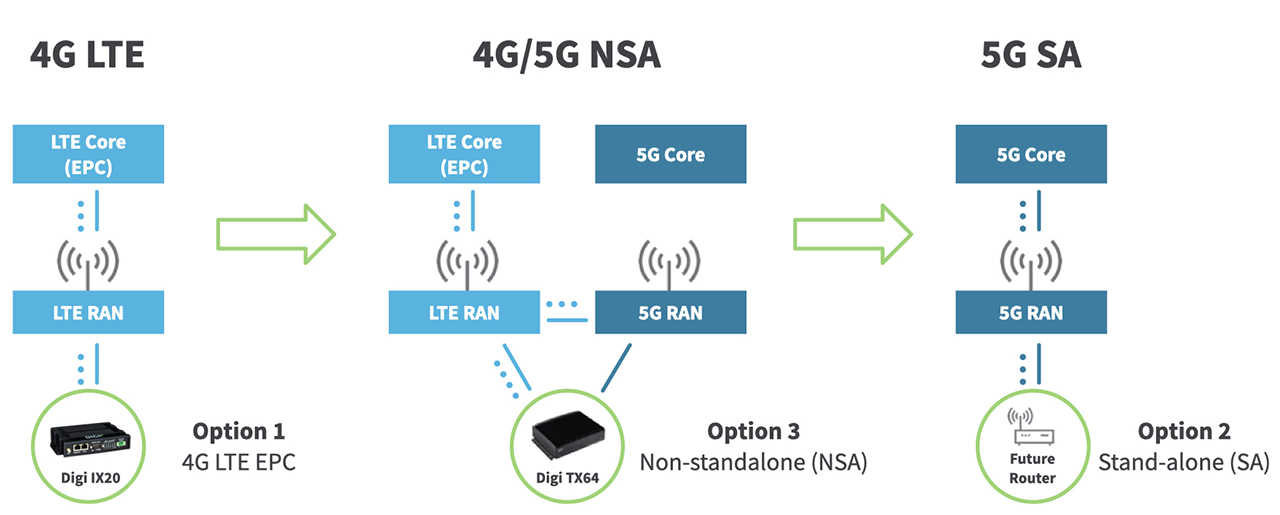 4G LTE
4G/5G NSA
5G SA
LTE Core
(EPC)
LTE Core
(EPC)
5G Core
5G Core
LTE RAN
LTE RAN
5G RAN
5G RAN
DIGI
Digi IX20
Option 1
4G LTE EPC
Digi TX64
Option 3
Non-standalone (NSA)
Future
Router
Option 2
Stand-alone (SA)